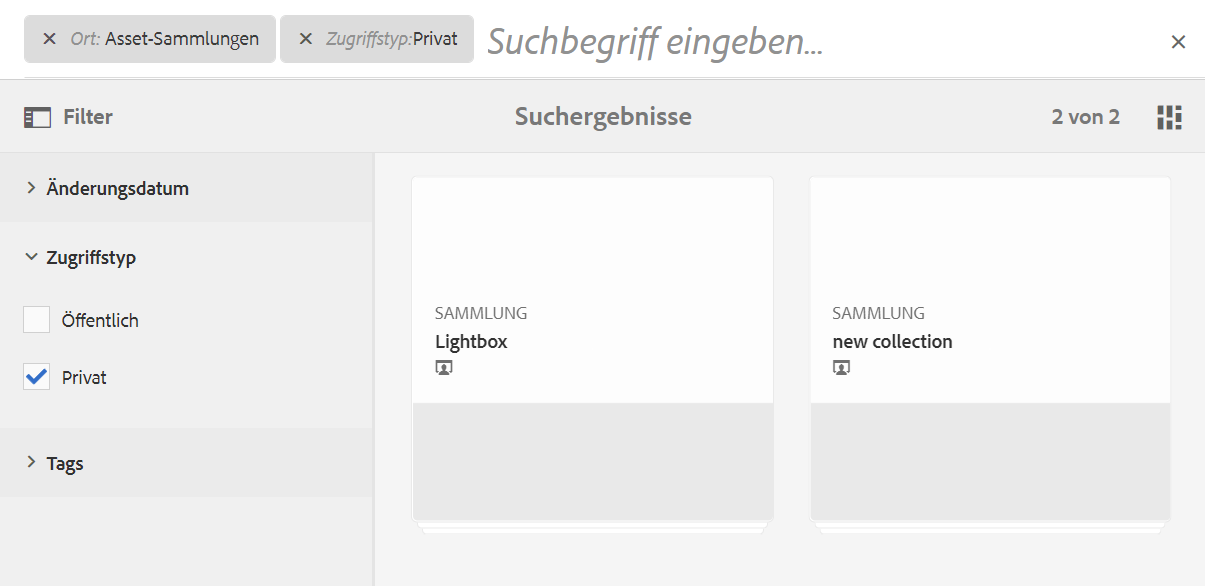 Ort: Asset-Sammlungen Zugriffstyp:Privat Suchbegriff eingeben...
Filter Suchergebnisse 2 von 2
Änderungsdatum
Zugriffstyp
Öffentlich
Privat
Tags
SAMMLUNG
Lightbox
SAMMLUNG
new collection